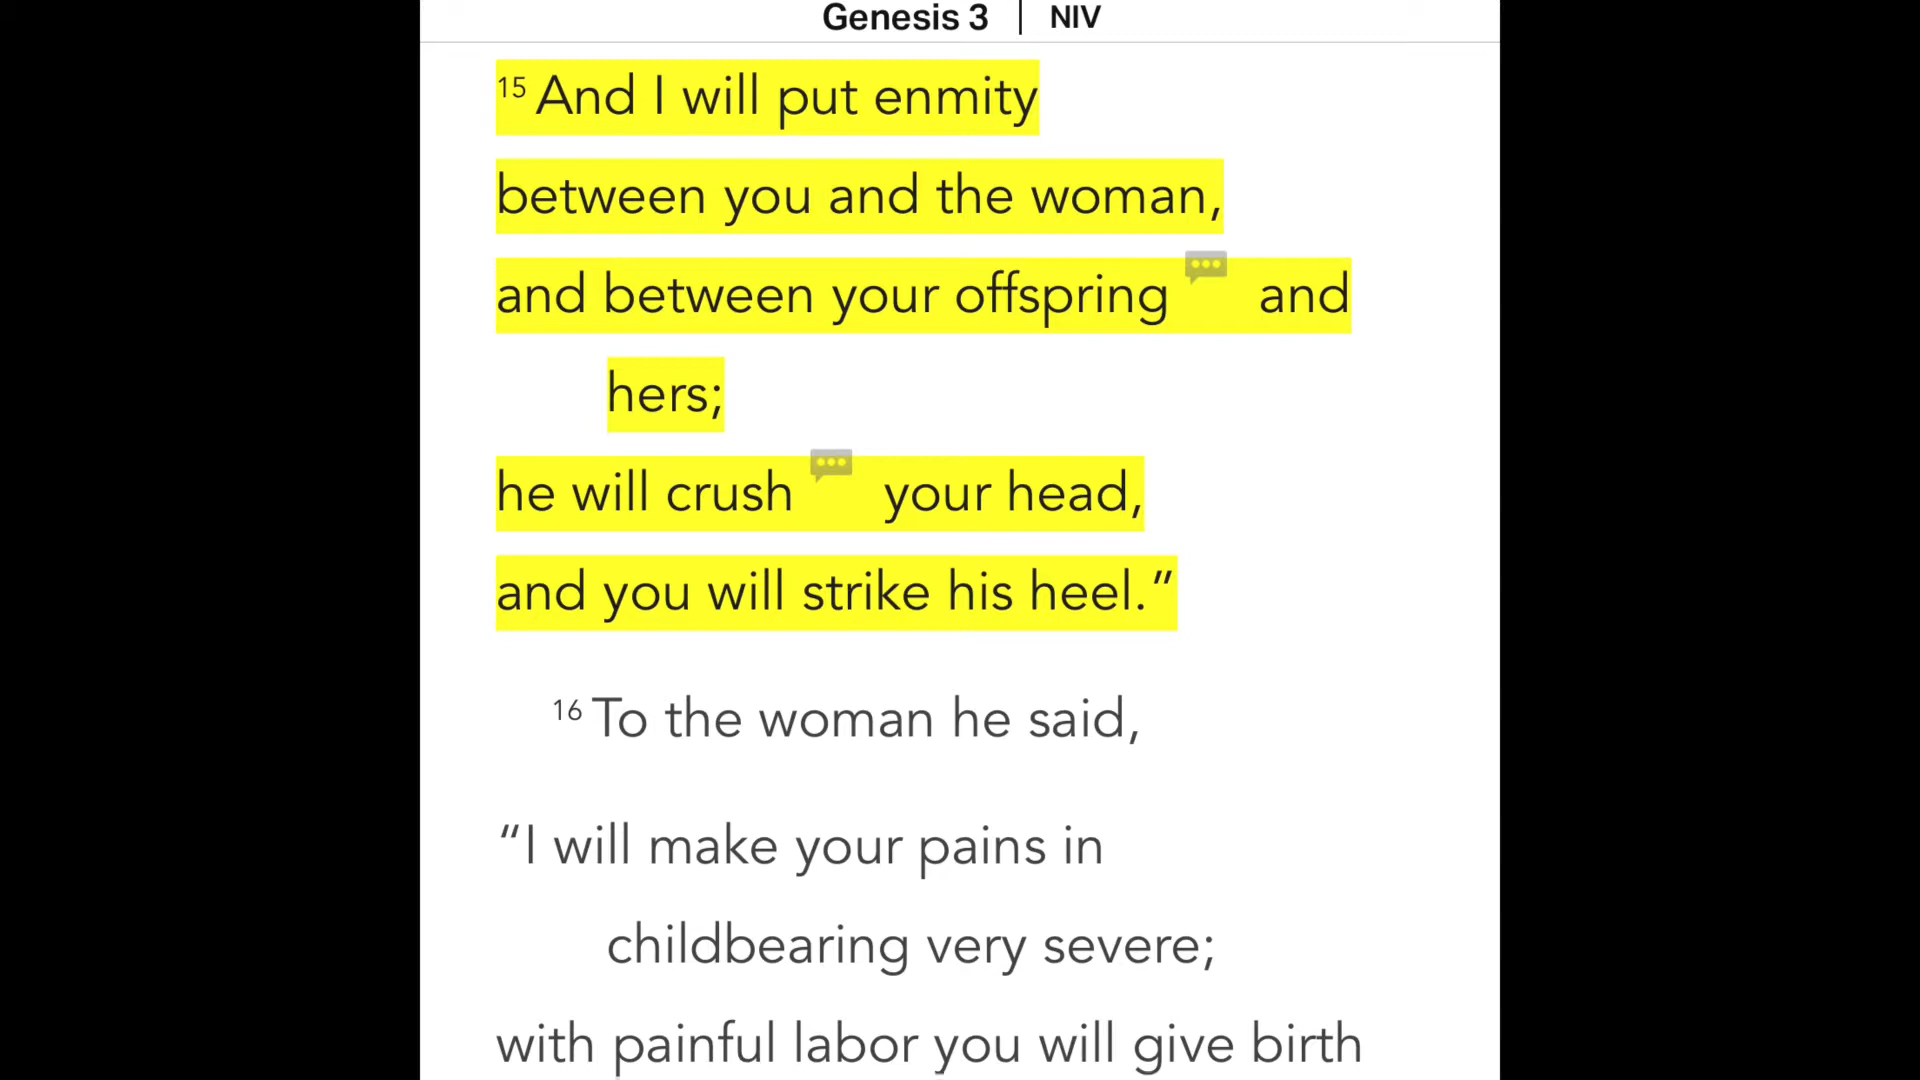 Genesis 3 | NIV
15 And I will put enmity
between you and the woman,
and between your offspring and
hers;
he will crush your head,
and you will strike his heel.”
16 To the woman he said,
“I will make your pains in
childbearing very severe;
with painful labor you will give birth